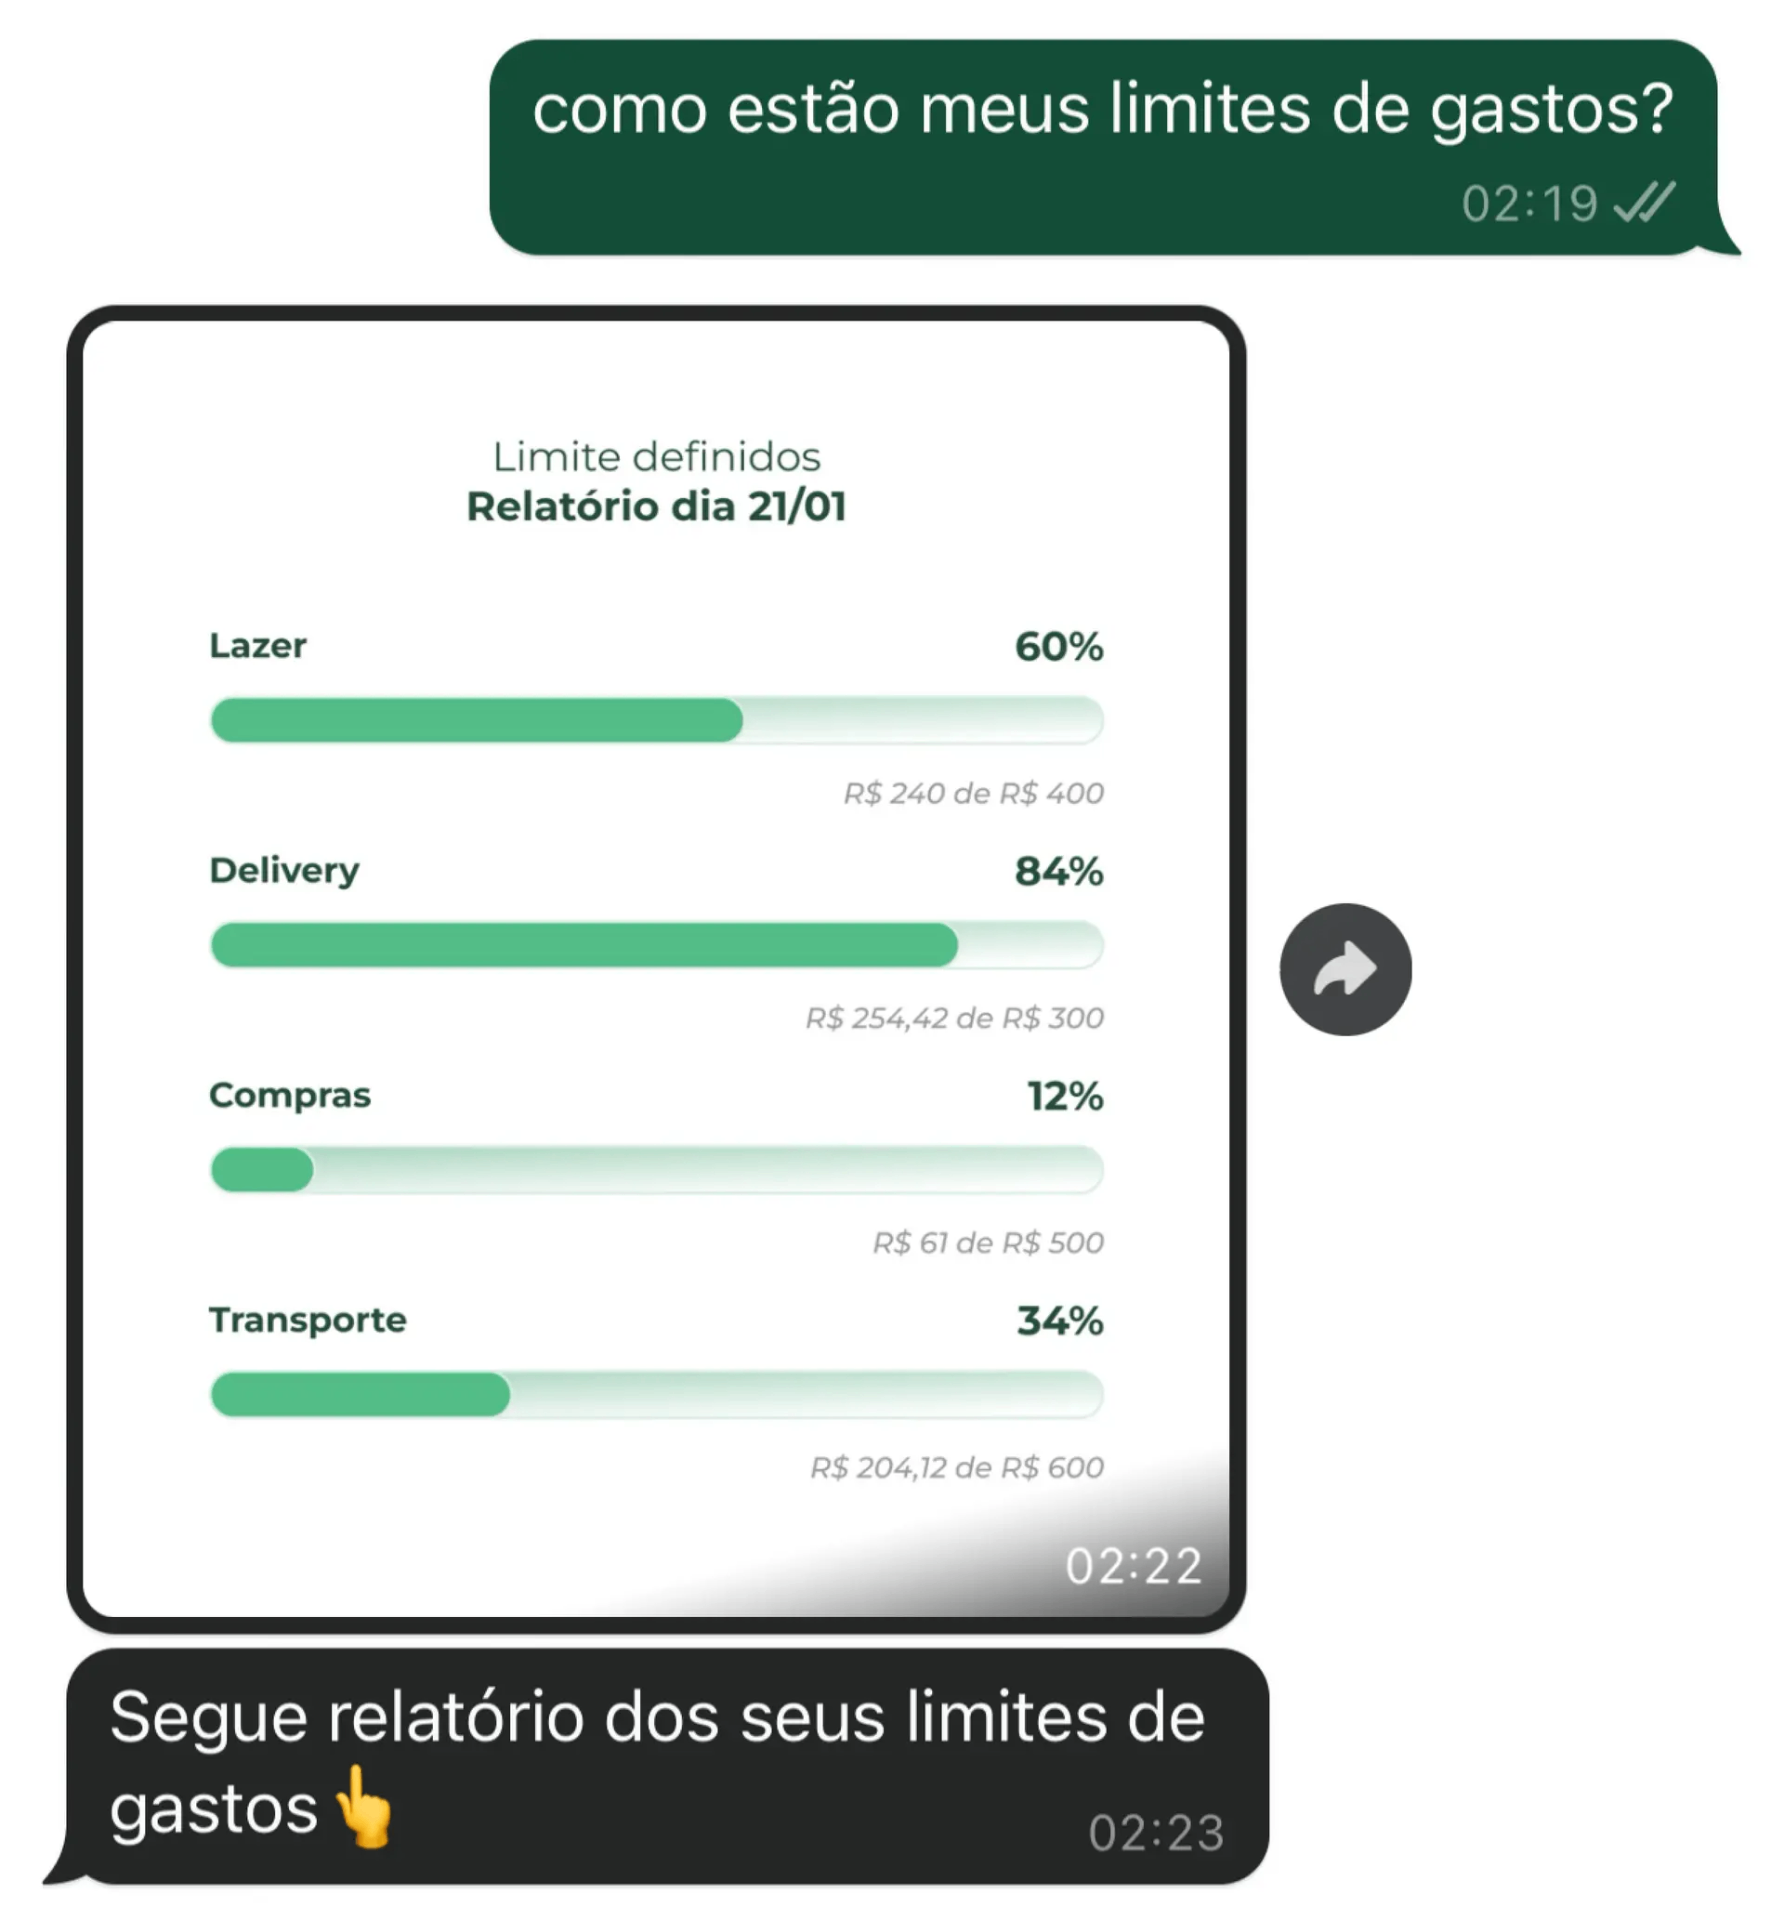 como estão meus limites de gastos?
02:19
Limite definidos
Relatório dia 21/01
Lazer 60%
R$ 240 de R$ 400
Delivery 84%
R$ 254,42 de R$ 300
Compras 12%
R$ 61 de R$ 500
Transporte 34%
R$ 204,12 de R$ 600
02:22
Segue relatório dos seus limites de
gastos👆
02:23